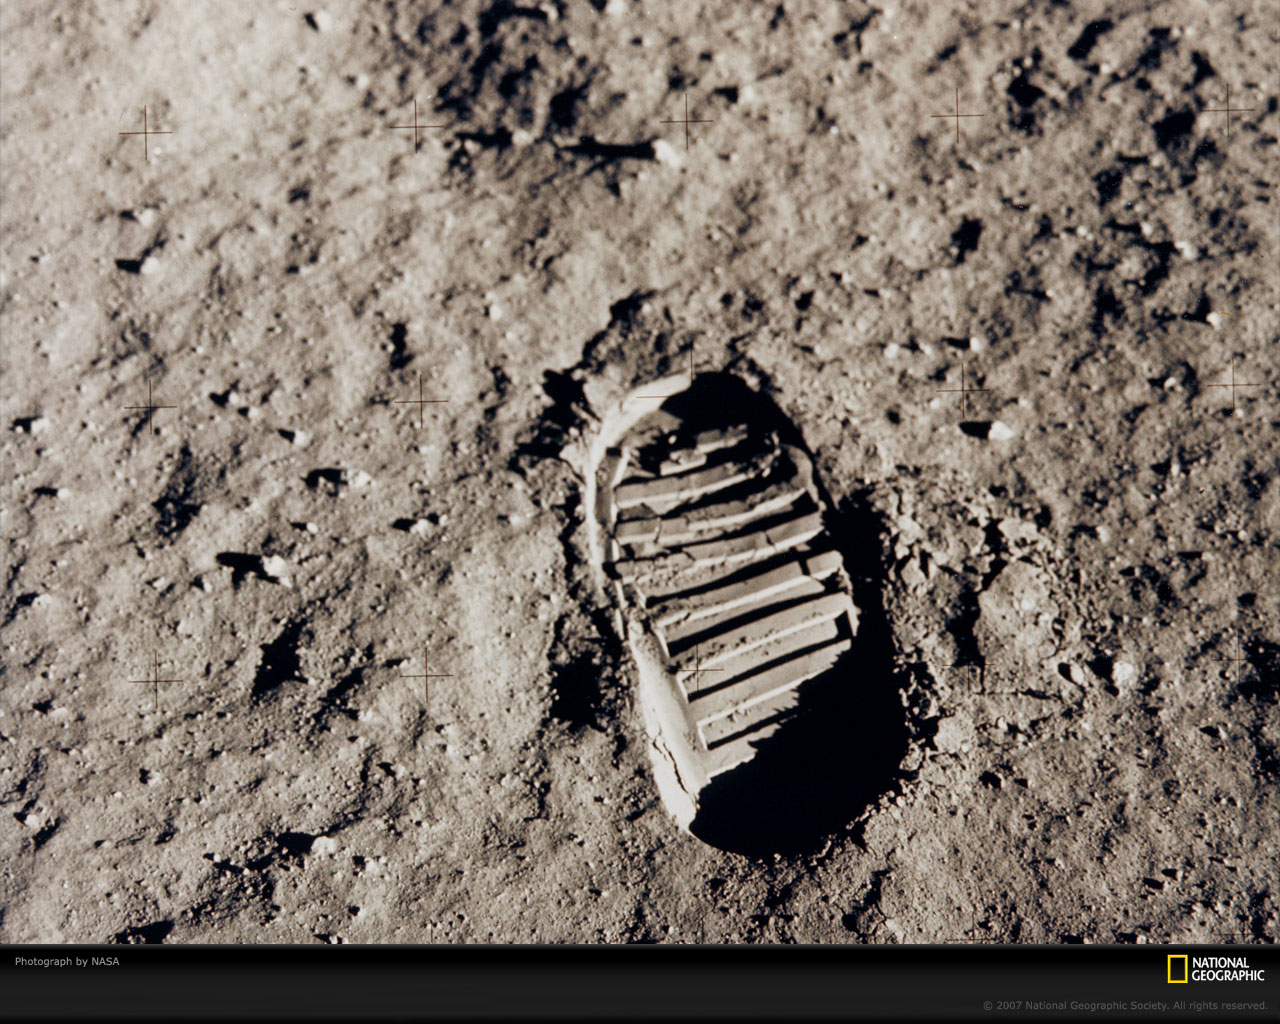 Photograph by NASA
NATIONAL
GEOGRAPHIC
© 2007 National Geographic Society. All rights reserved.